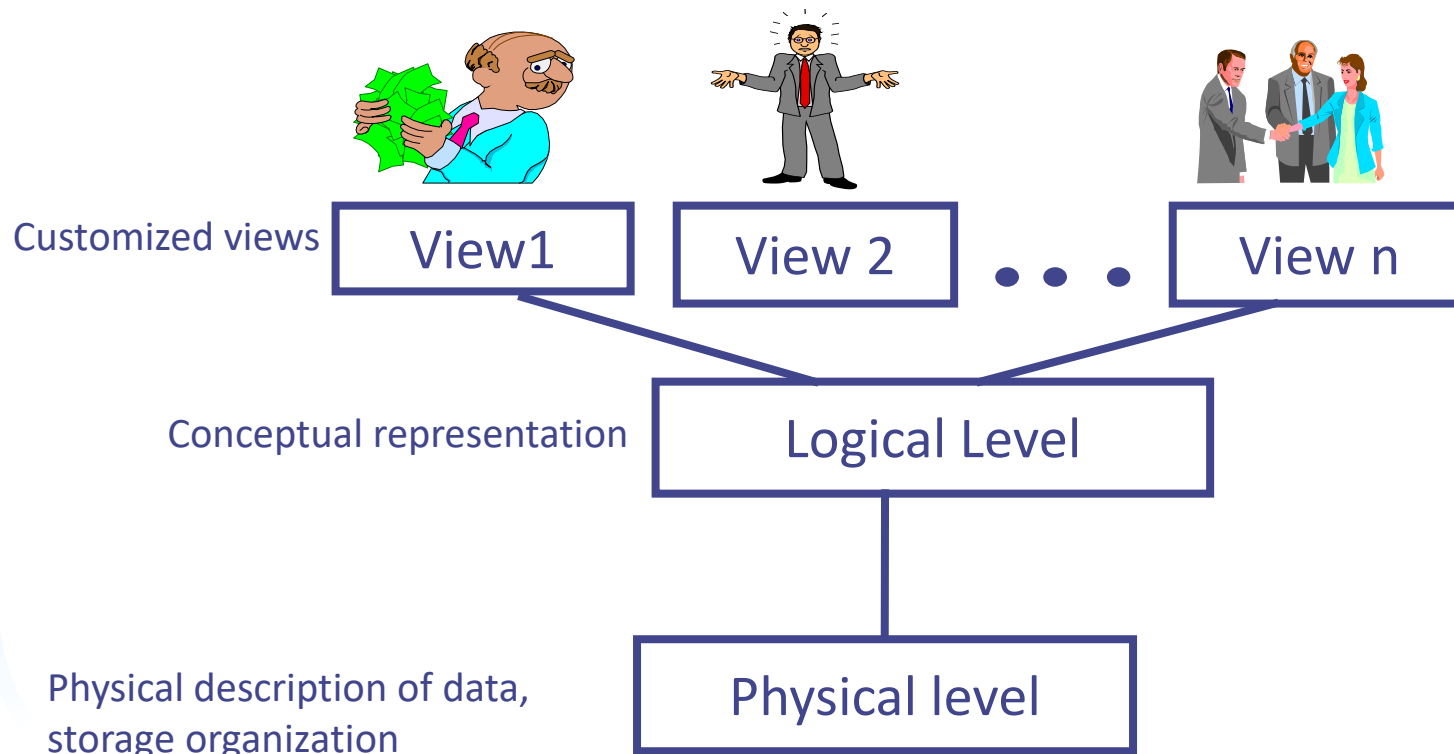 Customized views
View1
View 2
View n
Conceptual representation
Logical Level
Physical description of data,
storage organization
Physical level